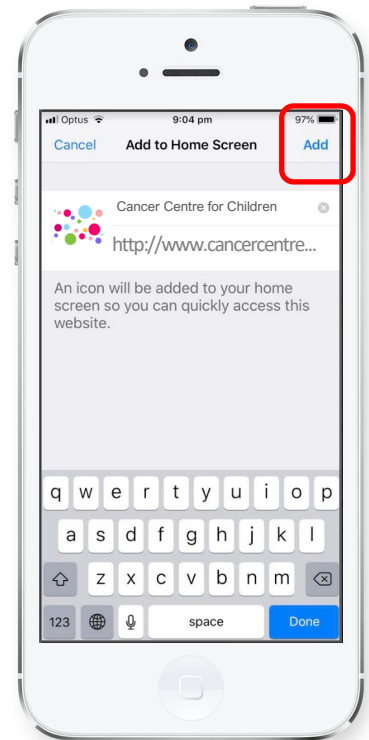 Optus 9:04 pm 97%
Cancel Add to Home Screen Add
Cancer Centre for Children
http://www.cancercentre...
An icon will be added to your home
screen so you can quickly access this
website.
q w e r t y u i o p
a s d f g h j k l
z x c v b n m
123 space Done